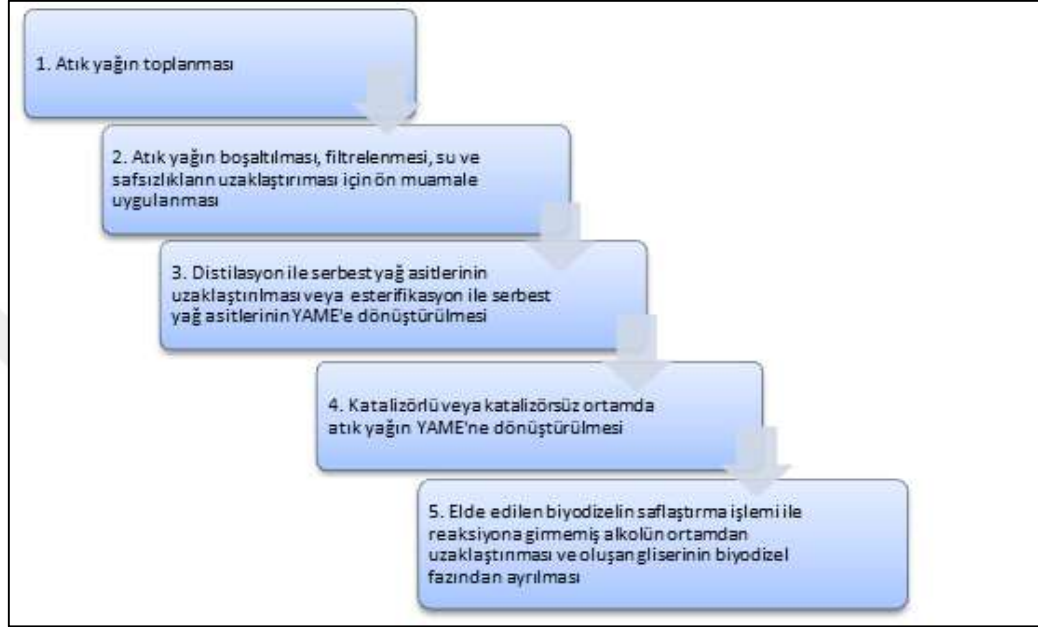 1. Atık yağın toplanması
2. Atık yağın boşaltılması, filtrelenmesi, su ve
safsızlıkların uzaklaştırıması için ön muamale
uygulanması
3. Distilasyon ile serbest yağ asitlerinin
uzaklaştırılması veya esterifikasyon ile serbest
yağ asitlerinin YAME'e dönüştürülmesi
4. Katalizörlü veya katalizörsüz ortamda
atık yağın YAME'ne dönüştürülmesi
5. Elde edilen biyodizelin saflaştırma işlemi ile
reaksiyona girmemiş alkolün ortamdan
uzaklaştırıması ve oluşan gliserinin biyodizel
fazından ayrılması